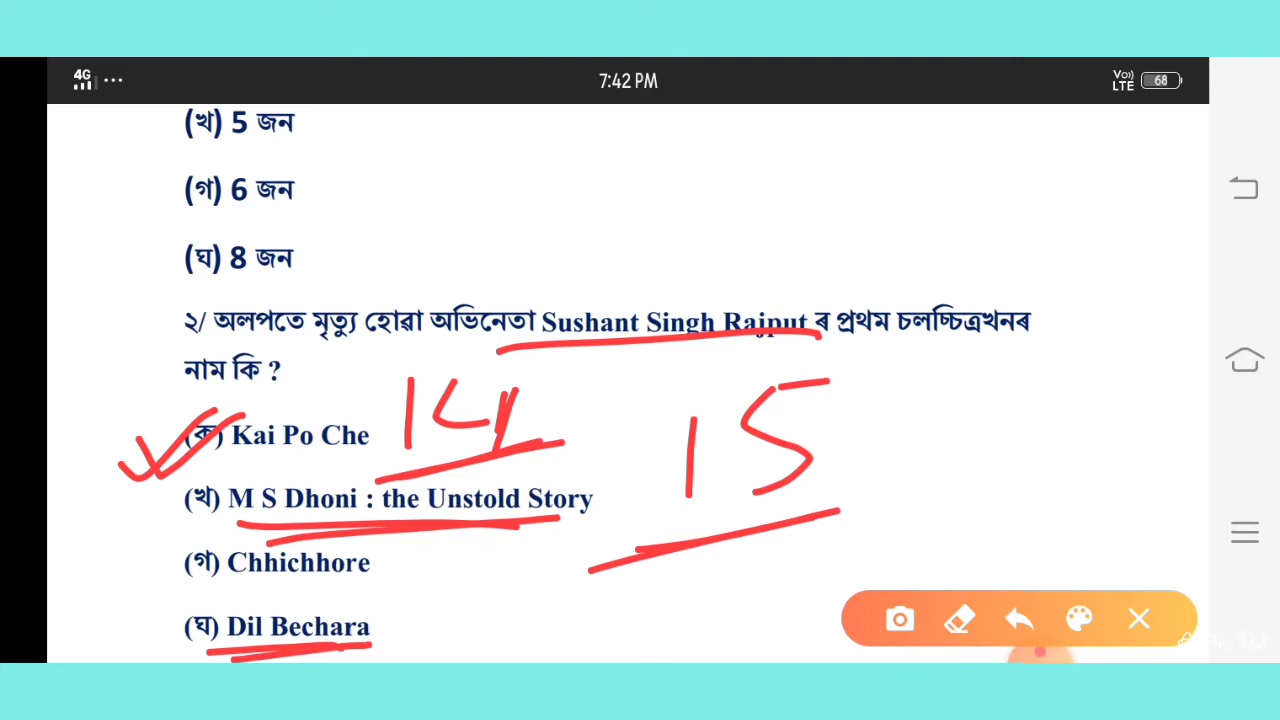 4G
7:42 PM
Vo)) LTE
68
(খ) 5 জন
(গ) 6 জন
(ঘ) 8 জন
২/ অলপতে মৃত্যু হোৱা অভিনেতা Sushant Singh Rajput ৰ প্ৰথম চলচ্চিত্ৰখনৰ
নাম কি ?
14
15
(ক) Kai Po Che
(খ) M S Dhoni : the Unstold Story
(গ) Chhichhore
(ঘ) Dil Bechara